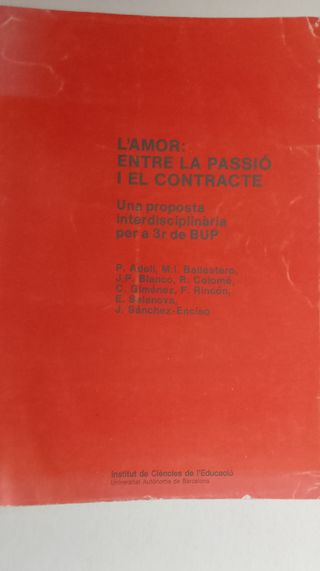 L'AMOR:
ENTRE LA PASSIÓ
I EL CONTRACTE
Una proposta
interdisciplinària
per a 3r de BUP
P. Adell, M.I. Ballestero,
J.F. Blanco, R. Colomé,
C. Giménez, F. Rincón,
E. Salanova,
J. Sánchez-Enciso
Institut de Ciències de l'Educació
Universitat Autònoma de Barcelona